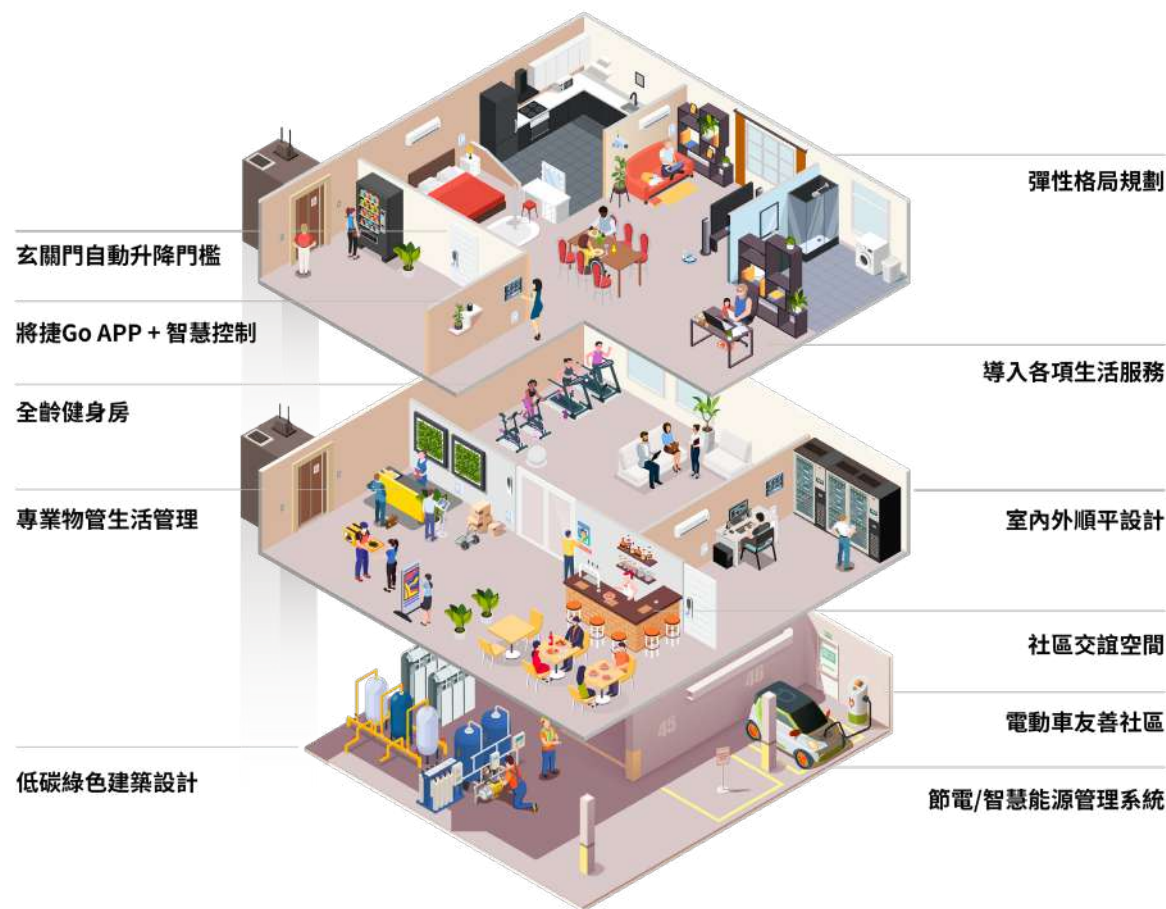 彈性格局規劃
玄關門自動升降門檻
將捷Go APP + 智慧控制
導入各項生活服務
全齡健身房
專業物管生活管理
室內外順平設計
社區交誼空間
電動車友善社區
低碳綠色建築設計
節電/智慧能源管理系統
45
46